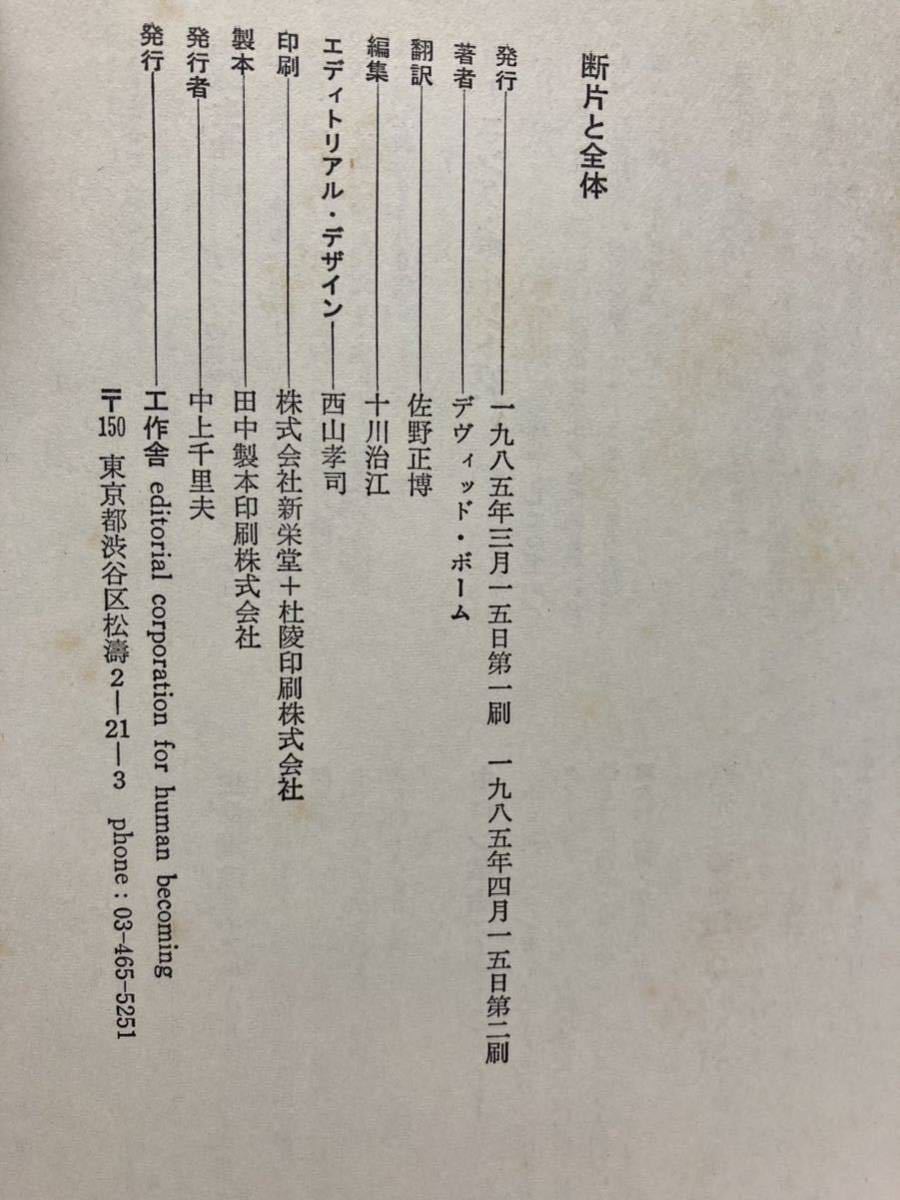 断片と全体
発行――一九八五年三月一五日第一刷　一九八五年四月一五日第二刷
著者――デヴィッド・ボーム
翻訳――佐野正博
編集――十川治江
エディトリアル・デザイン――西山孝司
印刷――株式会社新栄堂＋杜陵印刷株式会社
製本――田中製本印刷株式会社
発行者――中上千里夫
発行――工作舎 editorial corporation for human becoming
〒150 東京都渋谷区松濤2―21―3 phone : 03-465-5251